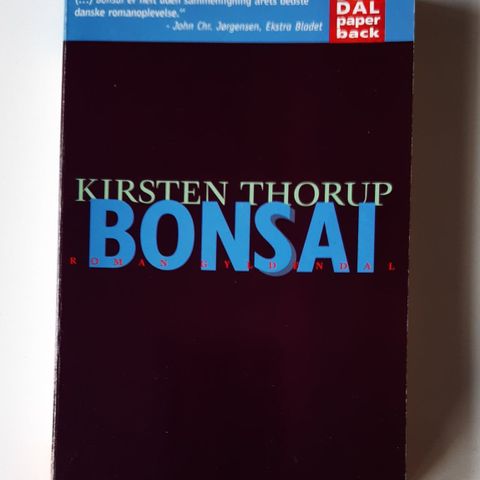 (...) Bonsai er helt uden sammenligning årets bedste
danske romanoplevelse."
- John Chr. Jørgensen, Ekstra Bladet
DAL
paper
back
KIRSTEN THORUP
BONSAI
ROMAN GYLDENDAL